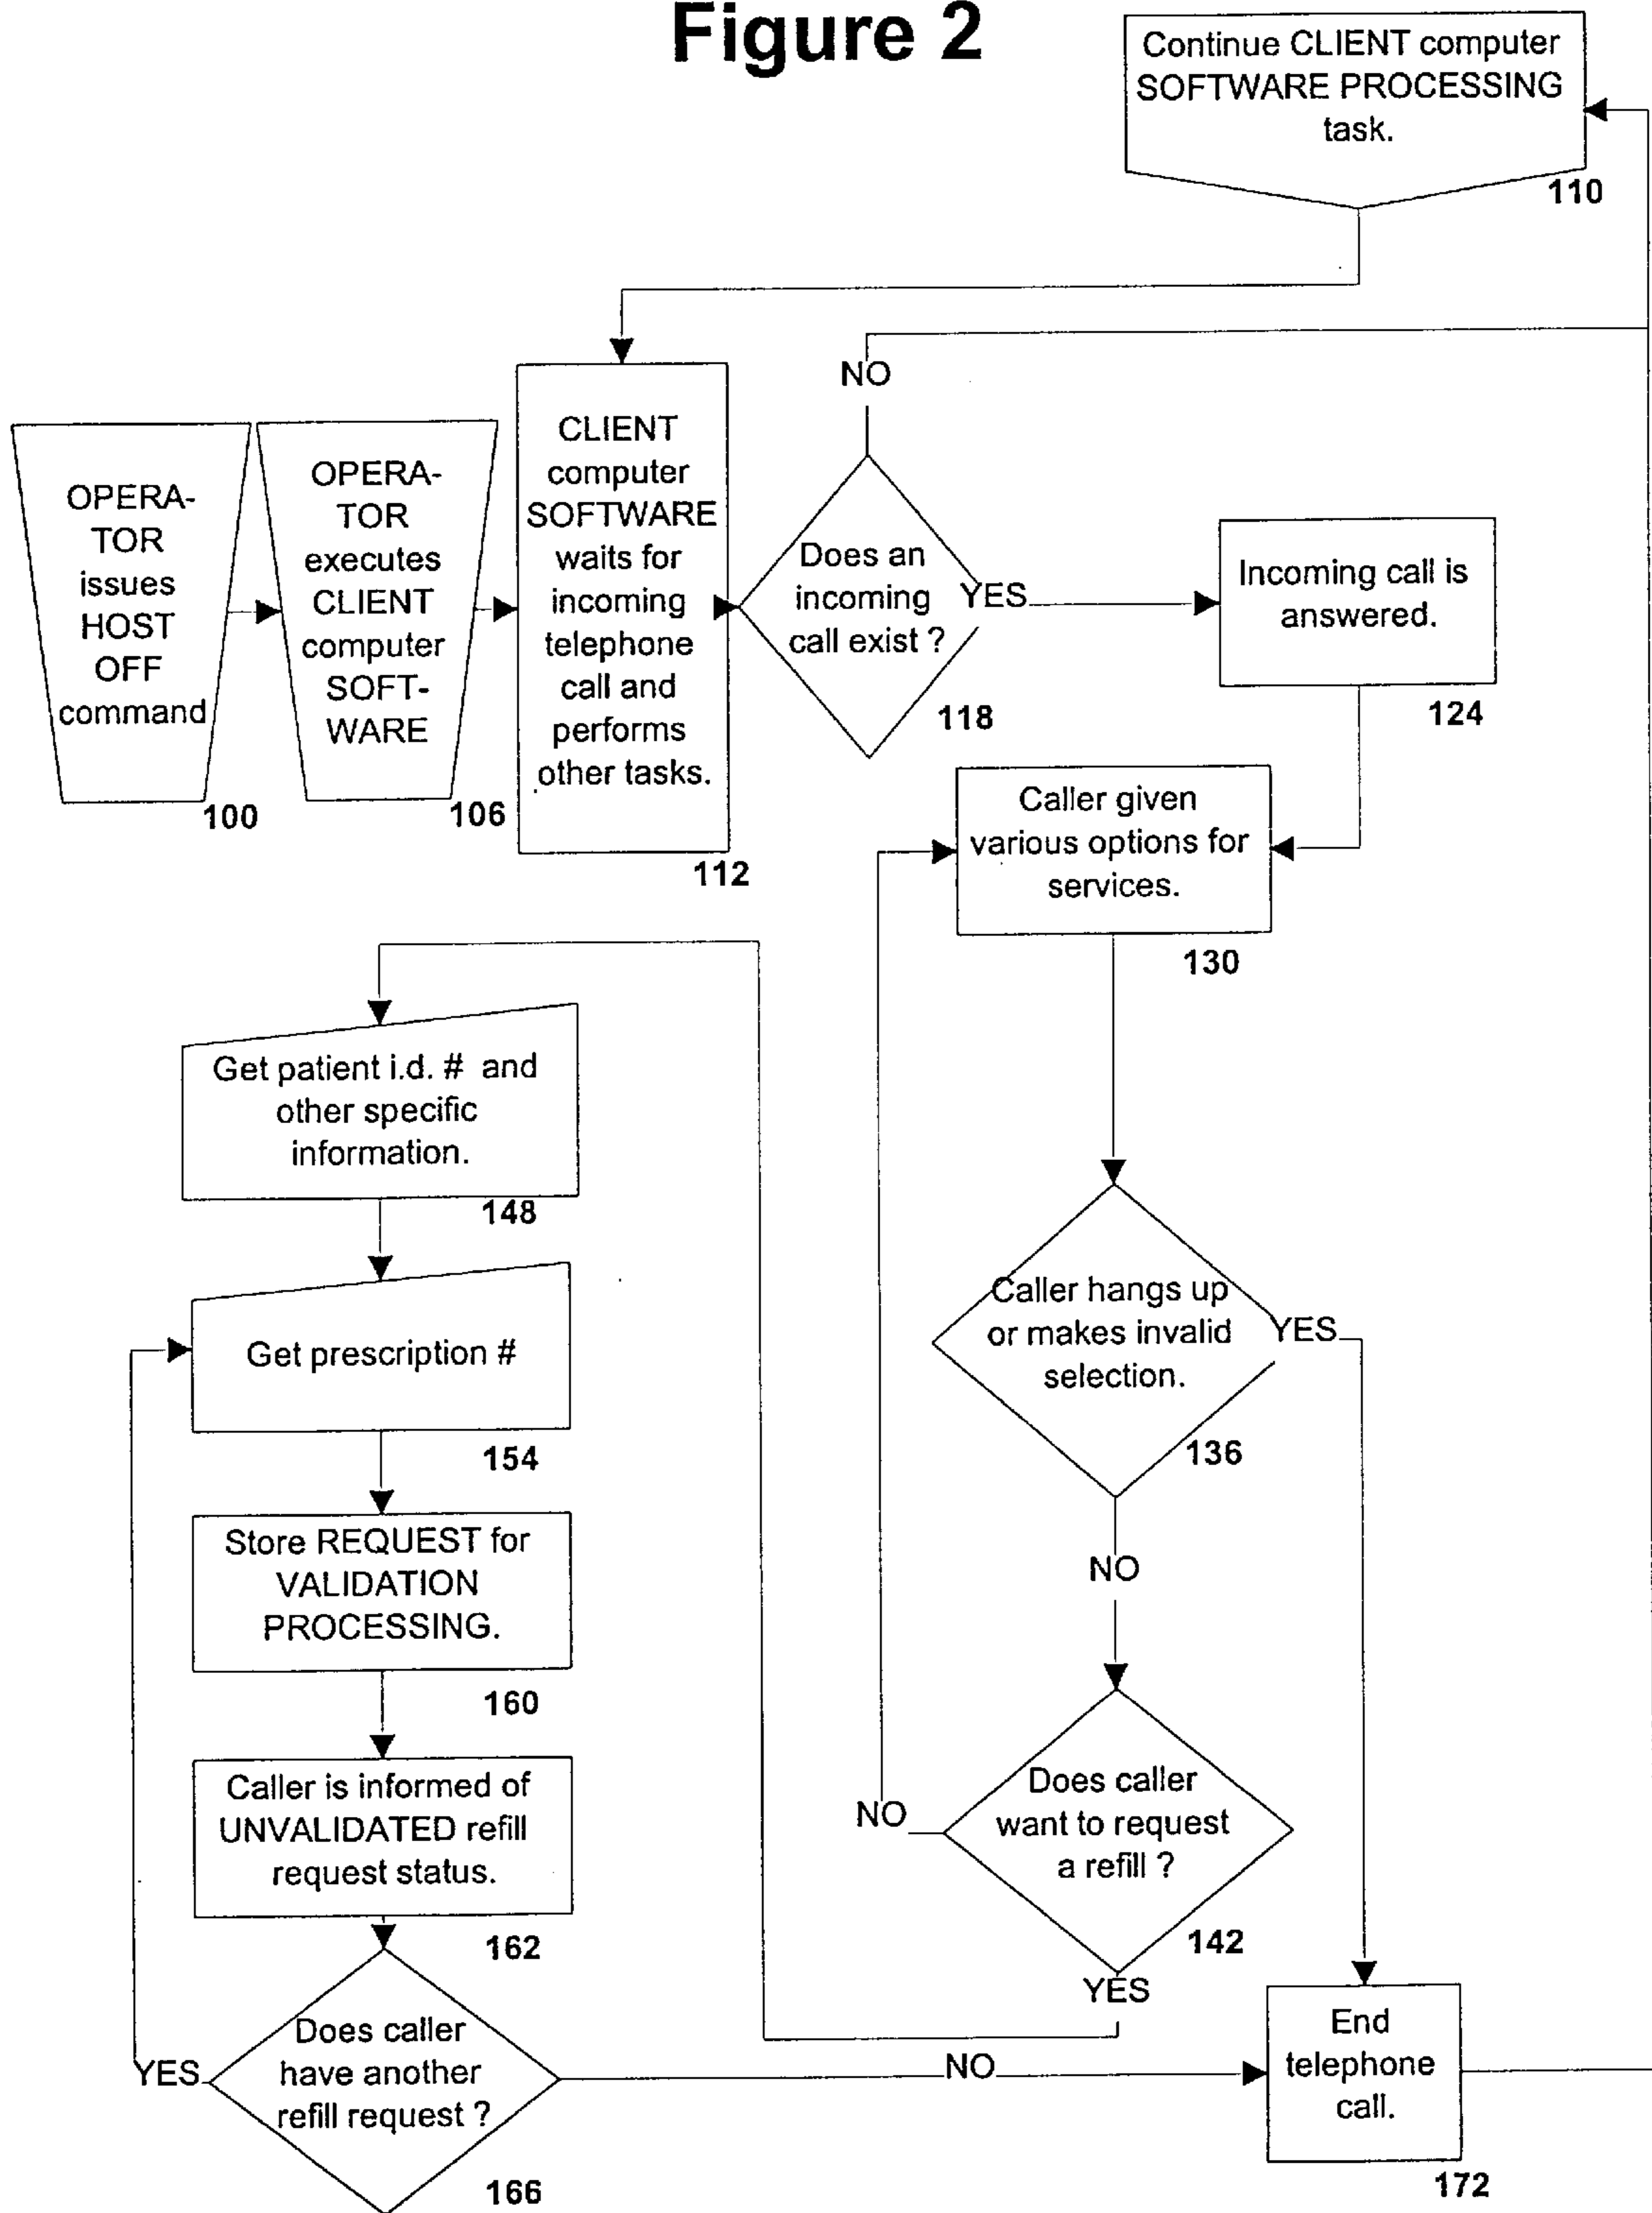 Figure 2
Continue CLIENT computer
SOFTWARE PROCESSING
task.
110
OPERA-
TOR
issues
HOST
OFF
command
100
OPERA-
TOR
executes
CLIENT
computer
SOFT-
WARE
106
CLIENT
computer
SOFTWARE
waits for
incoming
telephone
call and
performs
other tasks.
112
NO
Does an
incoming
call exist ?
YES
118
Incoming call is
answered.
124
Caller given
various options for
services.
130
Caller hangs up
or makes invalid
selection.
YES
136
NO
Does caller
want to request
a refill ?
NO
142
YES
Get patient i.d. # and
other specific
information.
148
Get prescription #
154
Store REQUEST for
VALIDATION
PROCESSING.
160
Caller is informed of
UNVALIDATED refill
request status.
162
Does caller
have another
refill request ?
YES
NO
166
End
telephone
call.
172